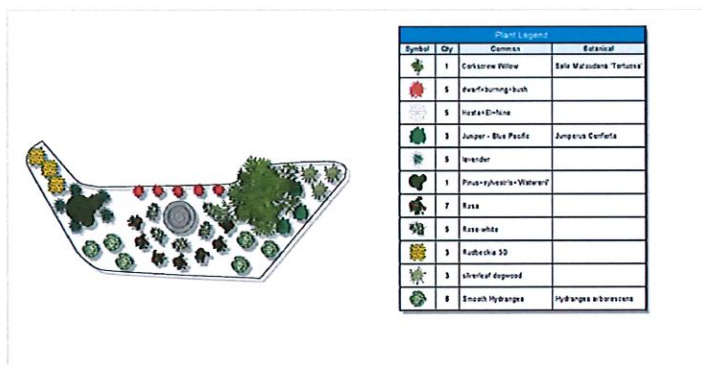 Plant Legend
Symbol Qty Common Botanical
1 Corkscrew Willow Salix Matsudana 'Tortuosa'
5 dwarf+burning+bush
5 Hosta+El+Nino
3 Juniper - Blue Pacific Juniperus Conferta
5 lavender
1 Pinus+sylvestris+'Watereri'
7 Rosa
5 Rose white
3 Rudbeckia 3D
3 silverleaf dogwood
6 Smooth Hydrangea Hydrangea arborescens